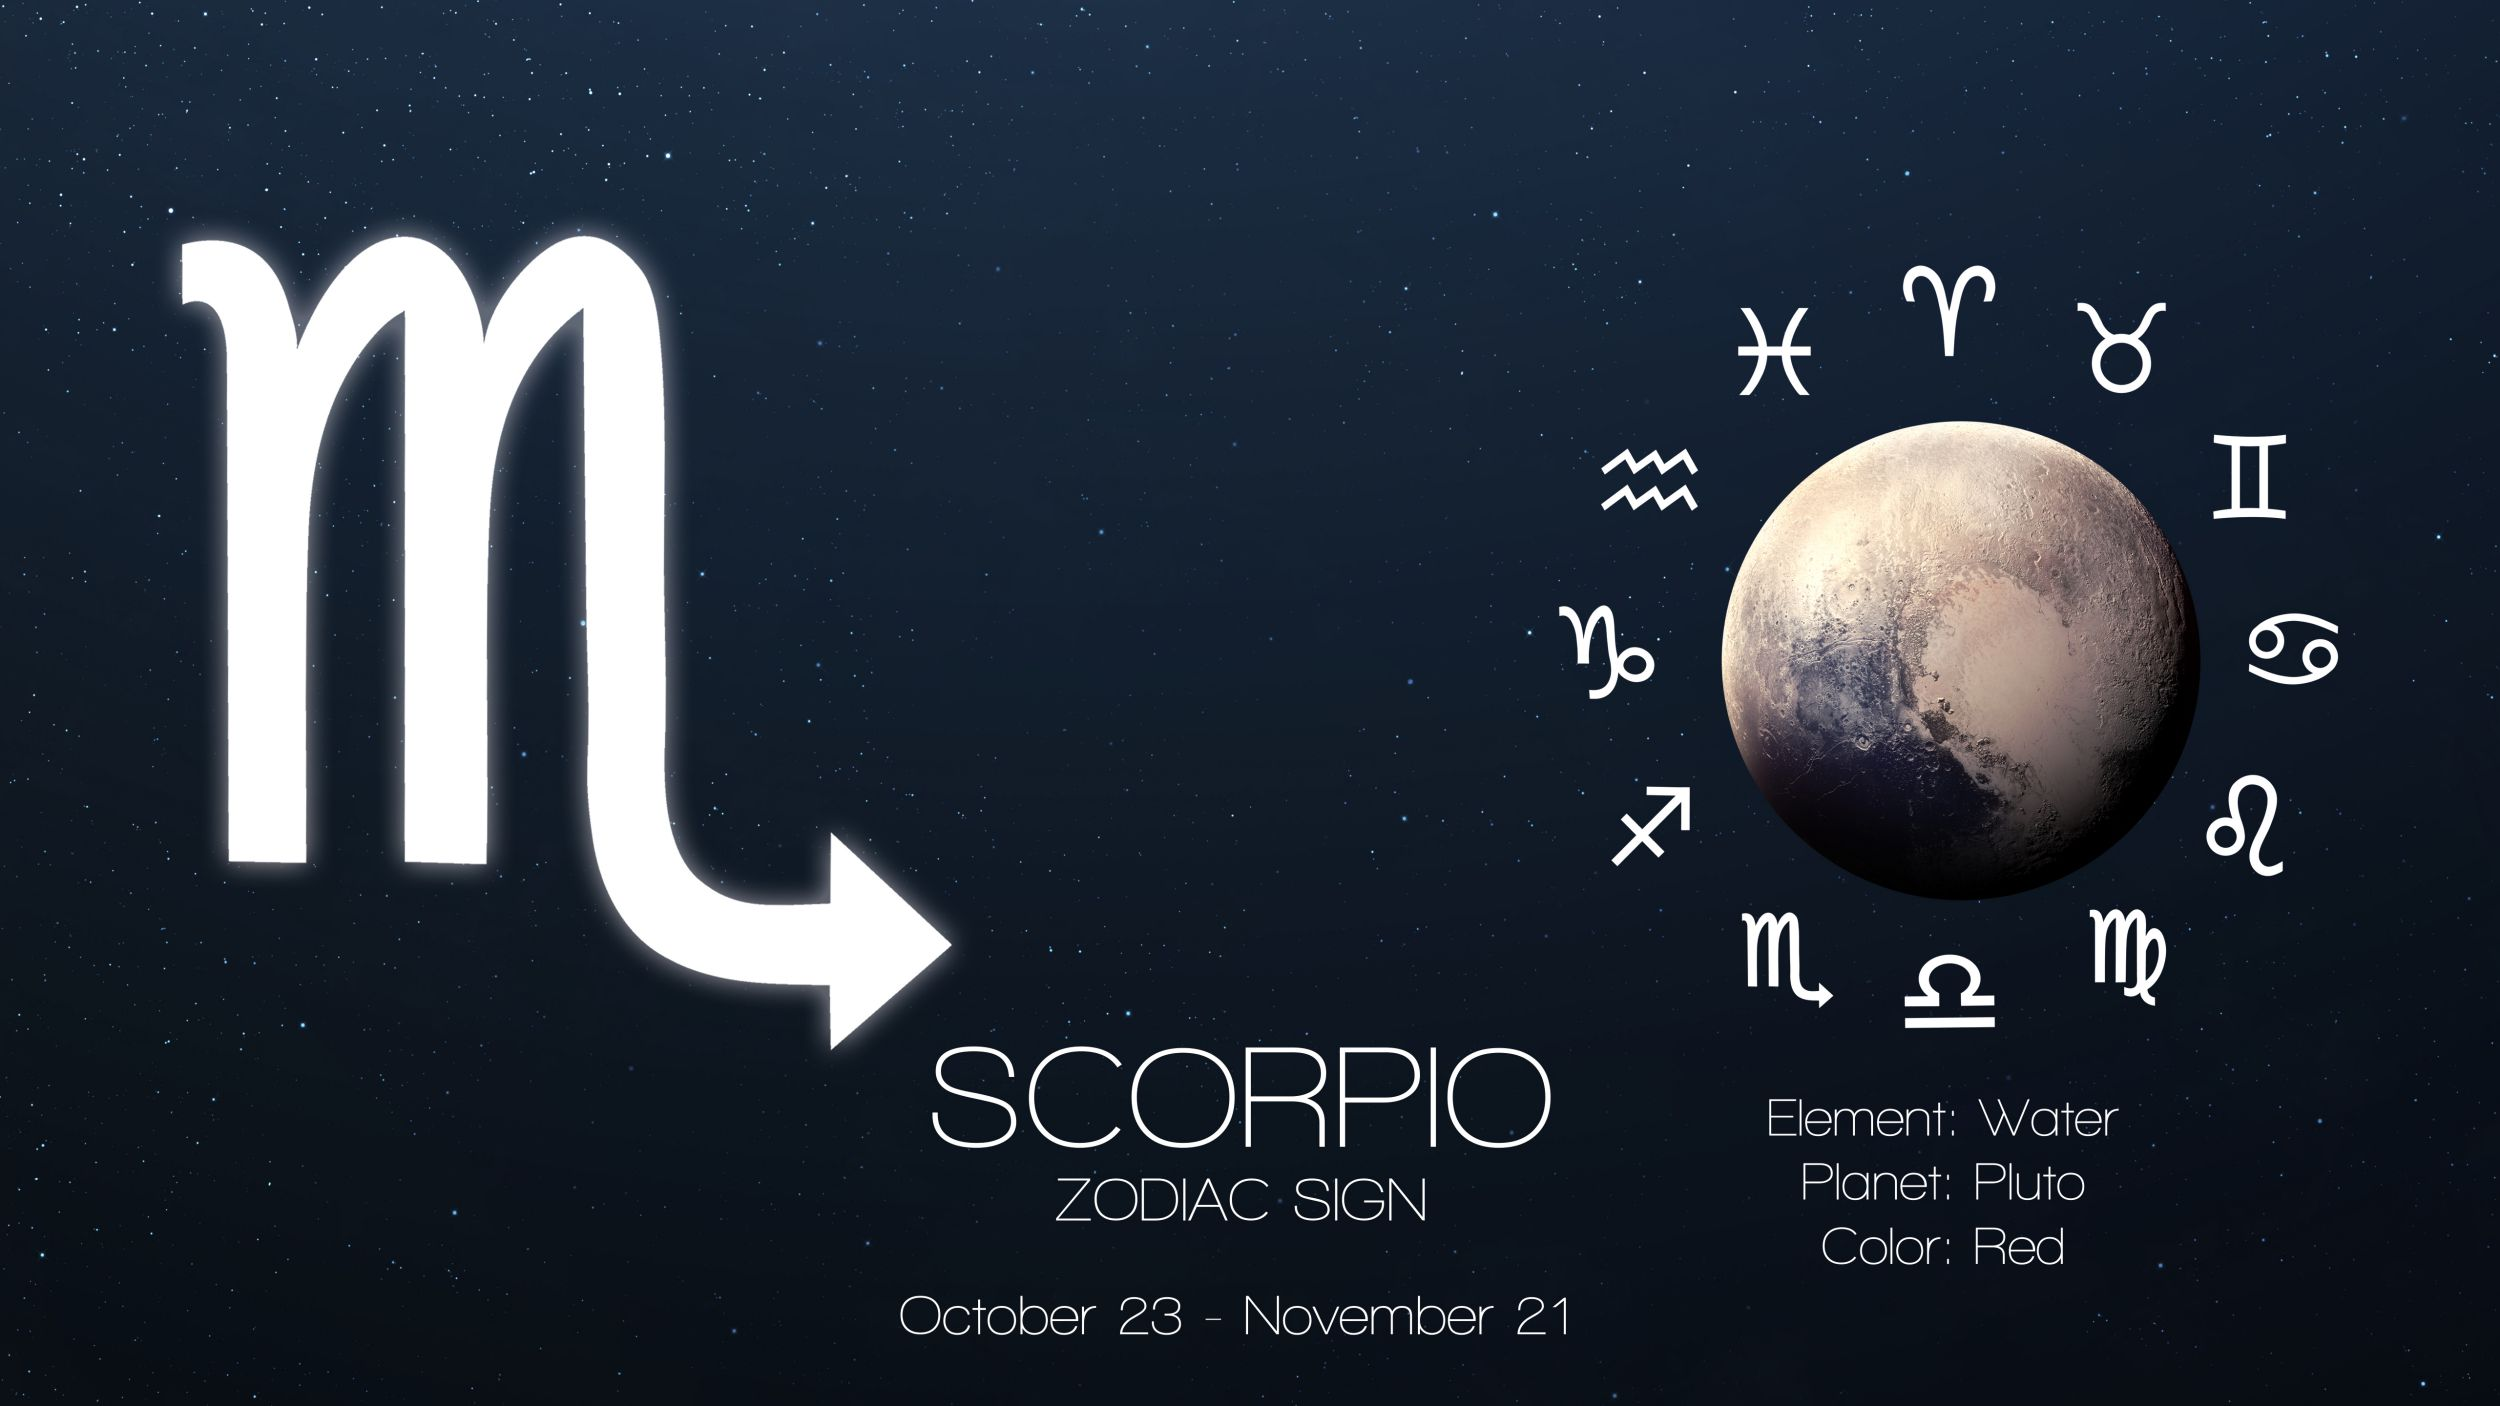 SCORPIO
ZODIAC SIGN
October 23 - November 21
Element: Water
Planet: Pluto
Color: Red